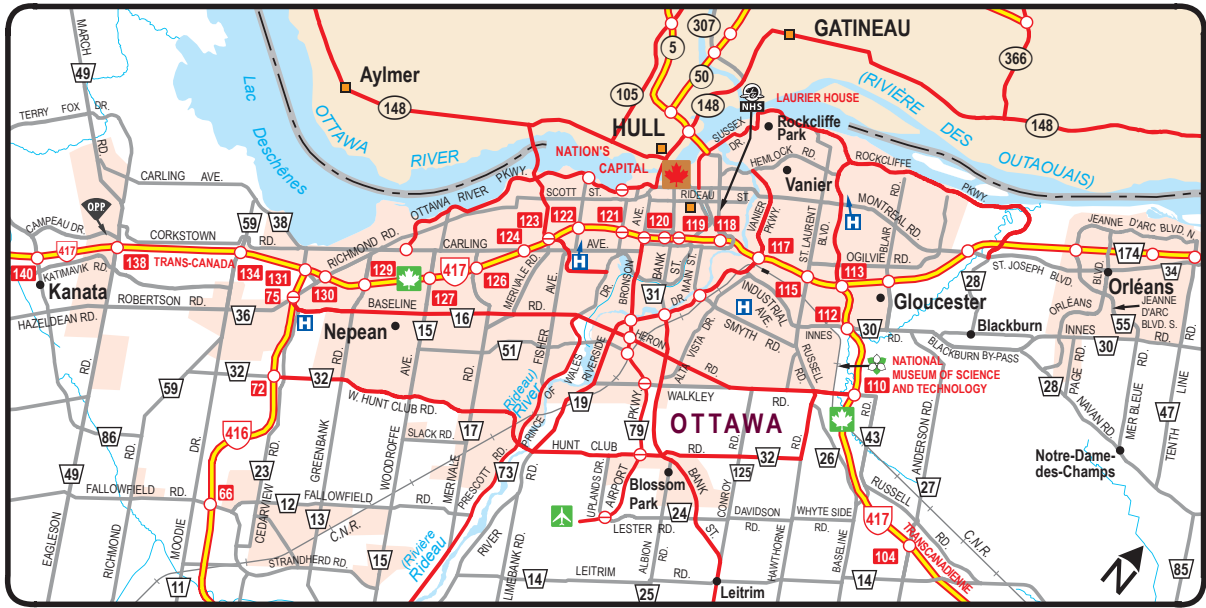 MARCH
RD.
49
TERRY FOX DR.
CARLING AVE.
OPP
CAMPEAU DR.
417
CORKSTOWN RD.
59
38
140
138
TRANS-CANADA
134
131
75
130
129
KATIMAVIK RD.
Kanata
ROBERTSON RD.
HAZELDEAN RD.
36
Lac
Deschênes
Aylmer
148
OTTAWA
RIVER
105
5
307
50
148
HULL
GATINEAU
366
148
NATION'S
CAPITAL
LAURIER HOUSE
NHS
SUSSEX
DR.
Rockcliffe
Park
(RIVIÈRE
DES
OUTAOUAIS)
HEMLOCK RD.
Vanier
ROCKCLIFFE
PKWY.
MONTRÉAL RD.
OTTAWA RIVER PKWY.
SCOTT ST.
RIDEAU ST.
RICHMOND RD.
CARLING AVE.
123
124
122
121
120
119
118
117
115
113
112
110
126
127
417
H
H
H
H
VANIER
PKWY.
ST. LAURENT
BLVD.
OGILVIE RD.
BLAIR
RD.
JEANNE D'ARC BLVD. N.
174
34
ST. JOSEPH BLVD.
28
Orléans
ORLÉANS
BLVD.
JEANNE
D'ARC
BLVD. S.
55
INNES RD.
30
Gloucester
Blackburn
BLACKBURN BY-PASS
28
PAGE RD.
NAVAN RD.
MER BLEUE
RD.
47
TENTH
LINE
Notre-Dame-
des-Champs
INNES
30
NATIONAL
MUSEUM OF SCIENCE
AND TECHNOLOGY
INDUSTRIAL
AVE.
SMYTH RD.
RUSSELL
RD.
BRONSON
AVE.
BANK
ST.
MAIN ST.
31
DR.
HERON
ALTA VISTA DR.
WALKLEY RD.
BASELINE
Nepean
16
15
AVE.
MERIVALE RD.
AVE.
FISHER
51
PRINCE OF WALES
DR.
RIVERSIDE
(Rideau)
River
19
PKWY.
79
OTTAWA
HUNT CLUB RD.
32
26
43
27
ANDERSON RD.
125
Blossom
Park
BANK
ST.
CONROY
RD.
UPLANDS DR.
AIRPORT
24
LESTER RD.
DAVIDSON RD.
WHYTE SIDE
HAWTHORNE
RD.
BASELINE
RD.
RUSSELL
RD.
417
104
TRANSCANADIENNE
C.N.R.
LEITRIM RD.
14
14
25
Leitrim
ALBION
RD.
LIMEBANK RD.
RIVER
RD.
73
PRESCOTT RD.
(Rivière
Rideau)
W. HUNT CLUB RD.
SLACK RD.
17
MERIVALE
RD.
32
72
32
59
86
49
416
66
FALLOWFIELD RD.
FALLOWFIELD RD.
EAGLESON
RD.
RICHMOND
RD.
MOODIE
DR.
11
23
CEDARVIEW
RD.
12
13
GREENBANK
RD.
WOODROFFE
AVE.
15
STRANDHERD RD.
C.N.R.
N
85